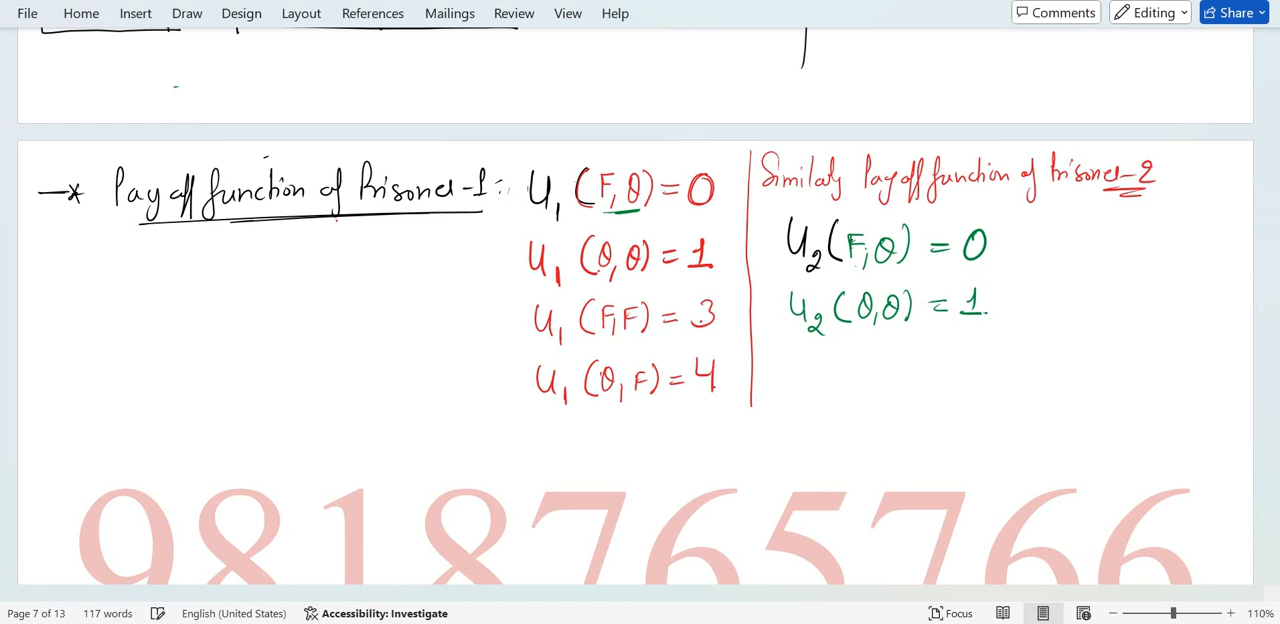 File Home Insert Draw Design Layout References Mailings Review View Help Comments Editing Share
→* Pay off function of Prisoner-1:
U₁ (F, θ) = 0
U₁ (θ, θ) = 1
U₁ (F, F) = 3
U₁ (θ, F) = 4
Similarly Pay off function of Prisoner-2
U₂ (F, θ) = 0
U₂ (θ, θ) = 1
9818765766
Page 7 of 13 117 words English (United States) Accessibility: Investigate Focus 110%